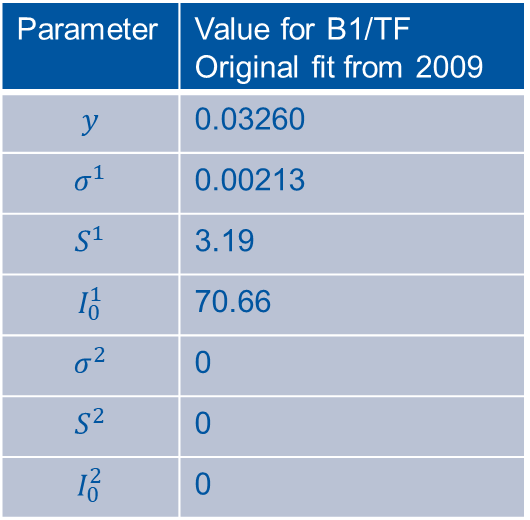 Parameter Value for B1/TF
Original fit from 2009
y 0.03260
σ¹ 0.00213
S¹ 3.19
I₀¹ 70.66
σ² 0
S² 0
I₀² 0